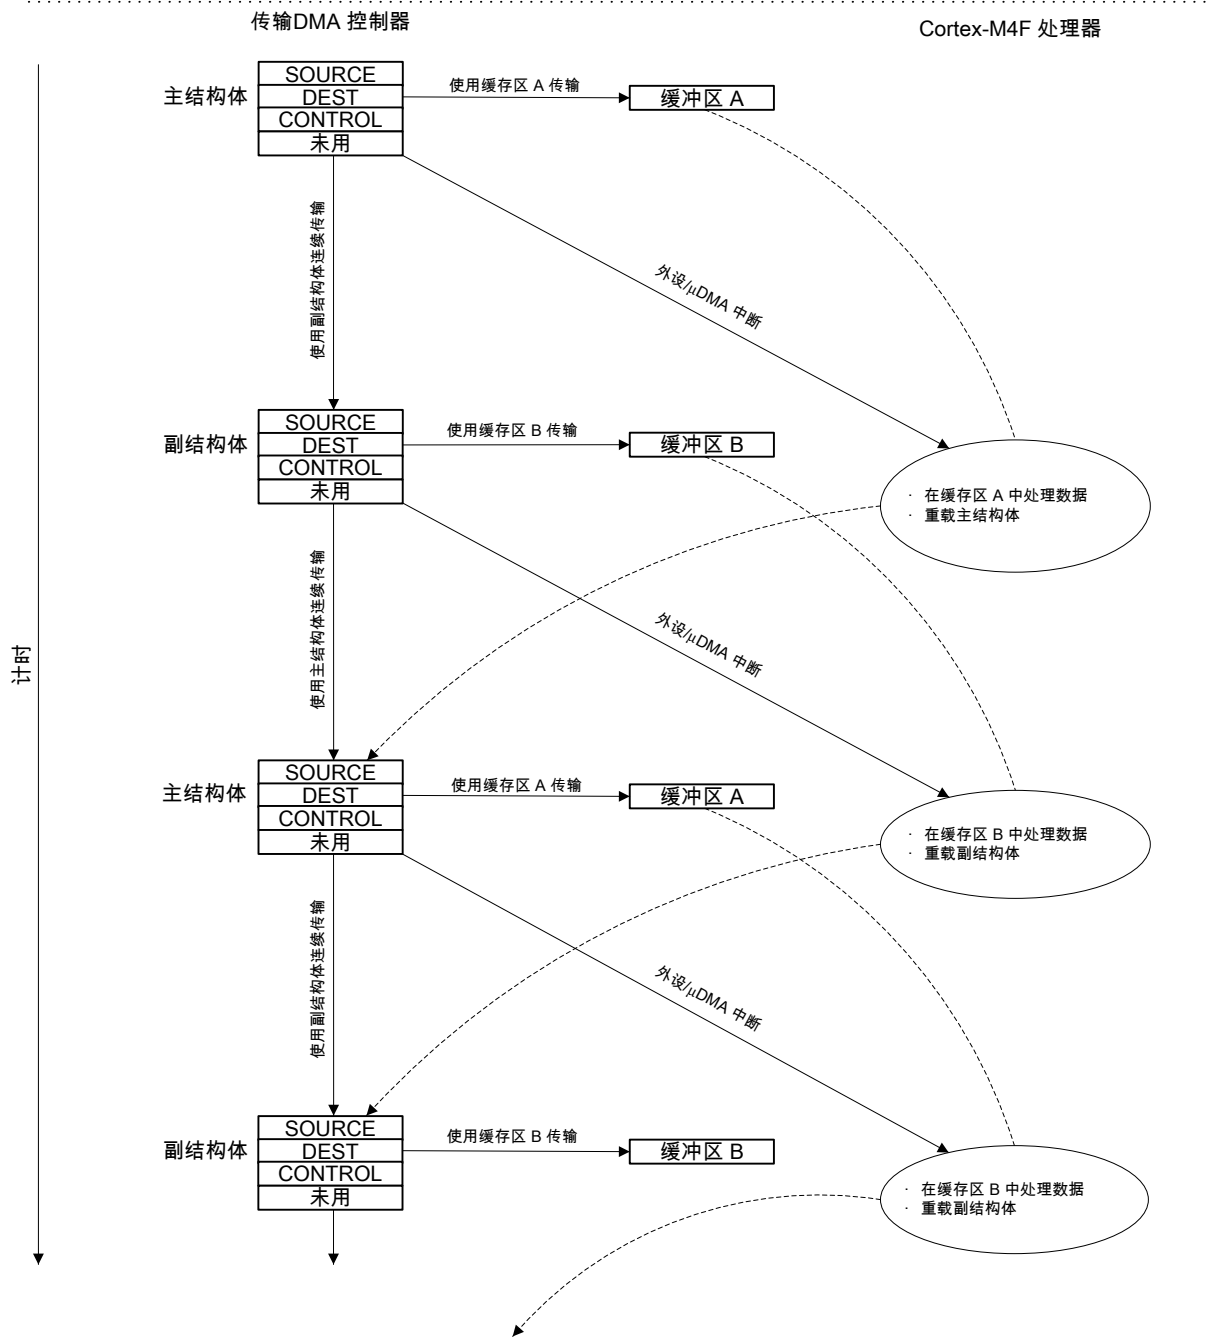 传输DMA 控制器
Cortex-M4F 处理器
主结构体
SOURCE
DEST
CONTROL
未用
使用缓存区 A 传输
缓冲区 A
使用副结构体连续传输
外设/μDMA 中断
副结构体
SOURCE
DEST
CONTROL
未用
使用缓存区 B 传输
缓冲区 B
· 在缓存区 A 中处理数据
· 重载主结构体
使用主结构体连续传输
外设/μDMA 中断
计时
主结构体
SOURCE
DEST
CONTROL
未用
使用缓存区 A 传输
缓冲区 A
· 在缓存区 B 中处理数据
· 重载副结构体
使用副结构体连续传输
外设/μDMA 中断
副结构体
SOURCE
DEST
CONTROL
未用
使用缓存区 B 传输
缓冲区 B
· 在缓存区 B 中处理数据
· 重载副结构体